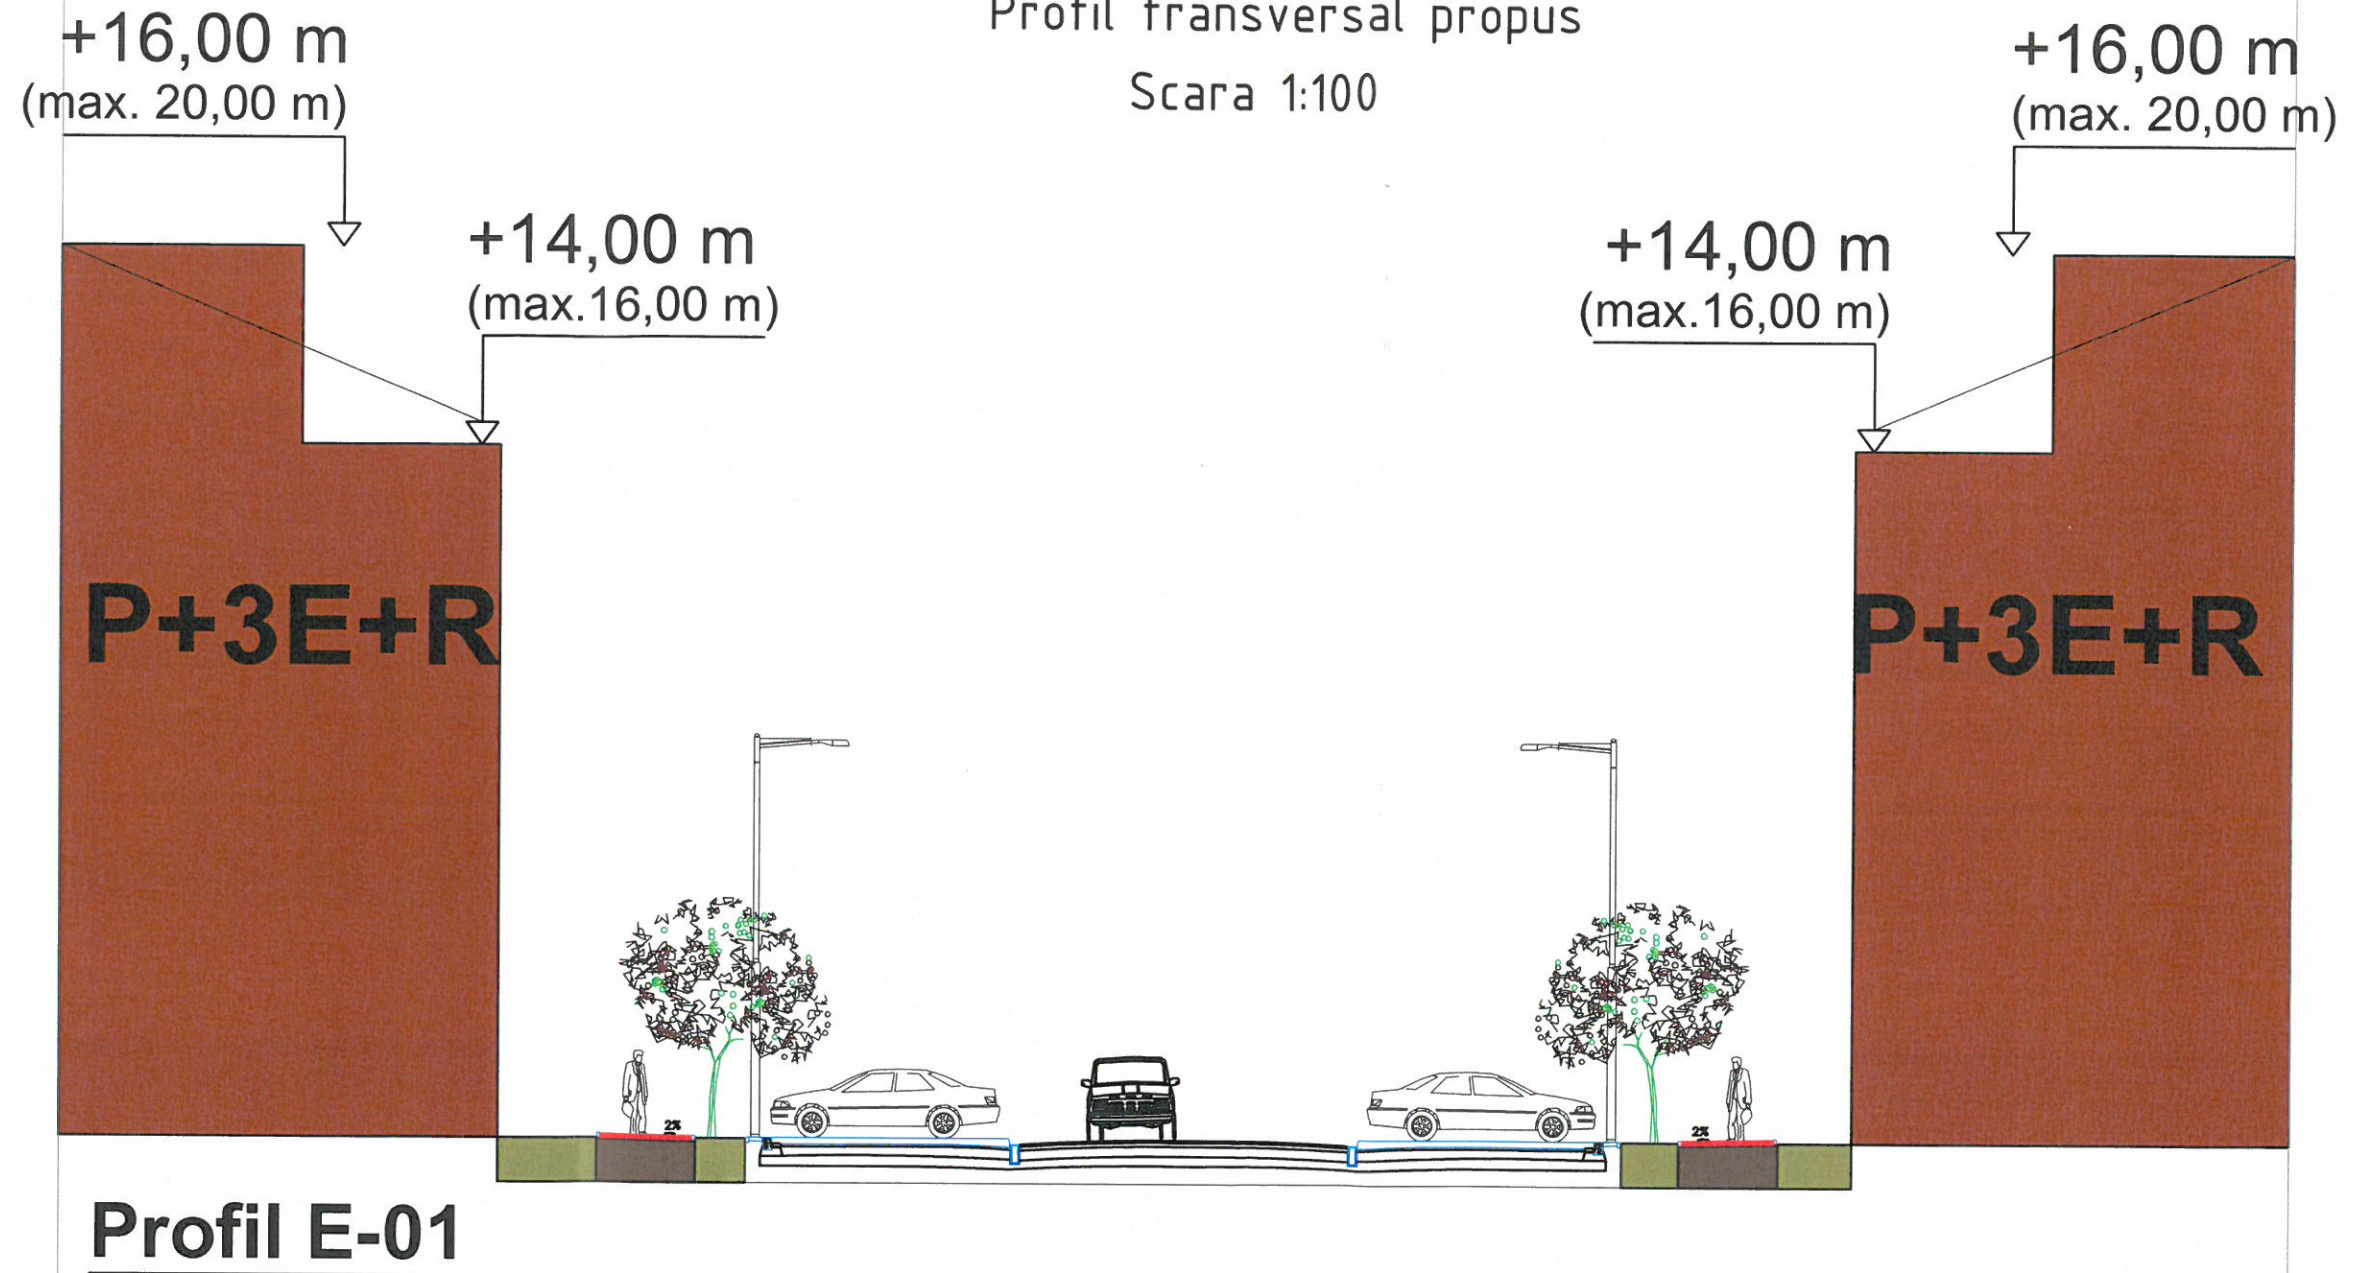 Profil transversal propus
Scara 1:100
+16,00 m
(max. 20,00 m)
+16,00 m
(max. 20,00 m)
+14,00 m
(max.16,00 m)
+14,00 m
(max.16,00 m)
P+3E+R
P+3E+R
2%
2%
Profil E-01